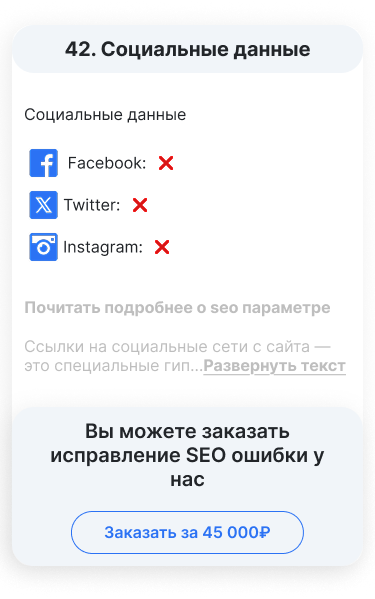 42. Социальные данные
Социальные данные
Facebook:
Twitter:
Instagram:
Почитать подробнее о seo параметре
Ссылки на социальные сети с сайта —
это специальные гип...Развернуть текст
Вы можете заказать
исправление SEO ошибки у
нас
Заказать за 45 000₽